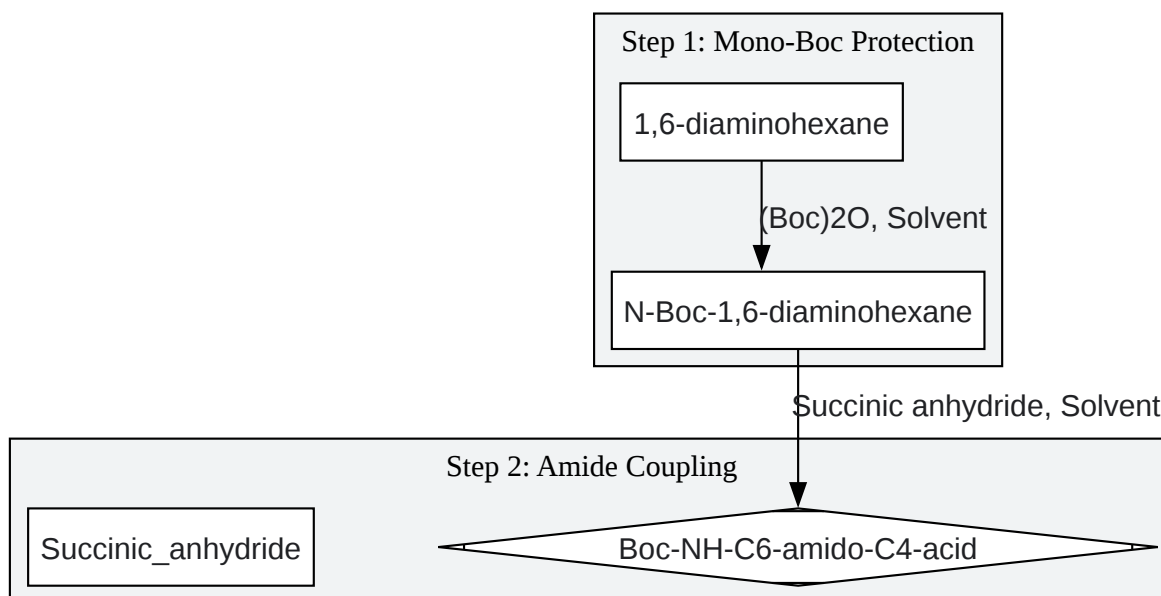 Step 1: Mono-Boc Protection
1,6-diaminohexane
(Boc)2O, Solvent
N-Boc-1,6-diaminohexane
Succinic anhydride, Solvent
Step 2: Amide Coupling
Succinic_anhydride
Boc-NH-C6-amido-C4-acid